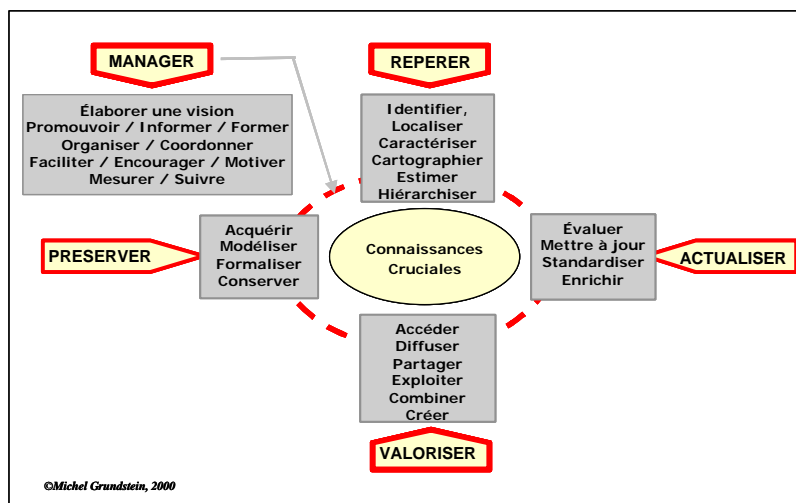 MANAGER
Élaborer une vision
Promouvoir / Informer / Former
Organiser / Coordonner
Faciliter / Encourager / Motiver
Mesurer / Suivre
REPERER
Identifier,
Localiser
Caractériser
Cartographier
Estimer
Hiérarchiser
PRESERVER
Acquérir
Modéliser
Formaliser
Conserver
Connaissances
Cruciales
Évaluer
Mettre à jour
Standardiser
Enrichir
ACTUALISER
Accéder
Diffuser
Partager
Exploiter
Combiner
Créer
VALORISER
©Michel Grundstein, 2000